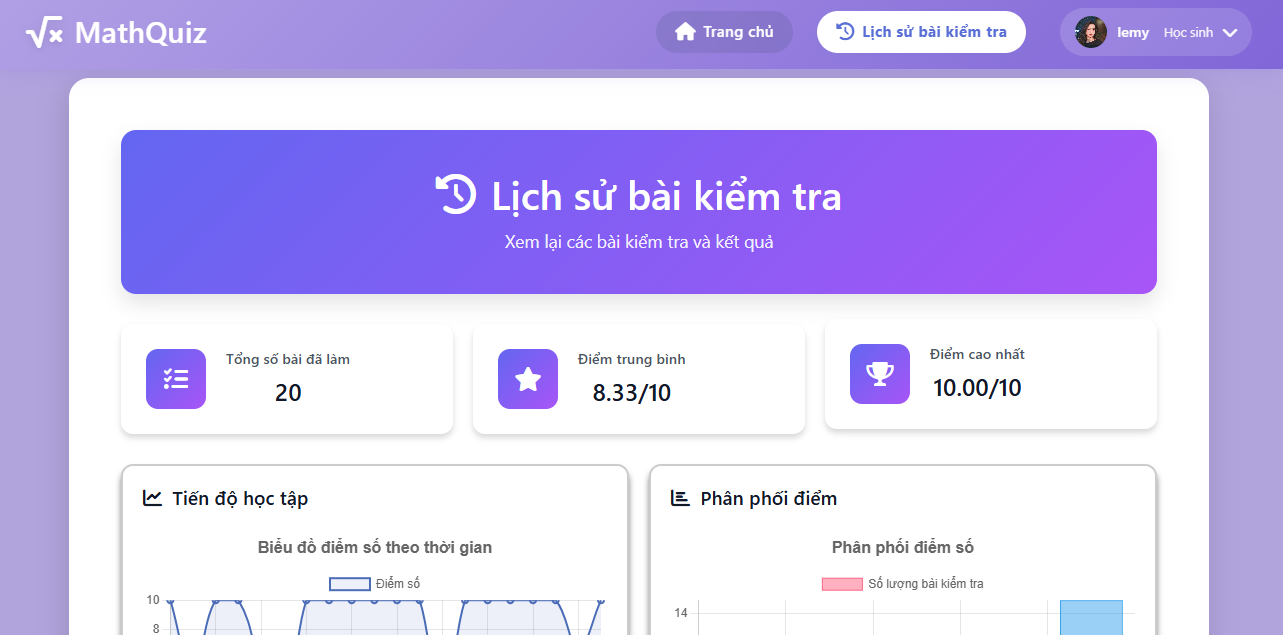 MathQuiz
Trang chủ
Lịch sử bài kiểm tra
lemy Học sinh
Lịch sử bài kiểm tra
Xem lại các bài kiểm tra và kết quả
Tổng số bài đã làm
20
Điểm trung bình
8.33/10
Điểm cao nhất
10.00/10
Tiến độ học tập
Biểu đồ điểm số theo thời gian
Điểm số
10
8
Phân phối điểm
Phân phối điểm số
Số lượng bài kiểm tra
14